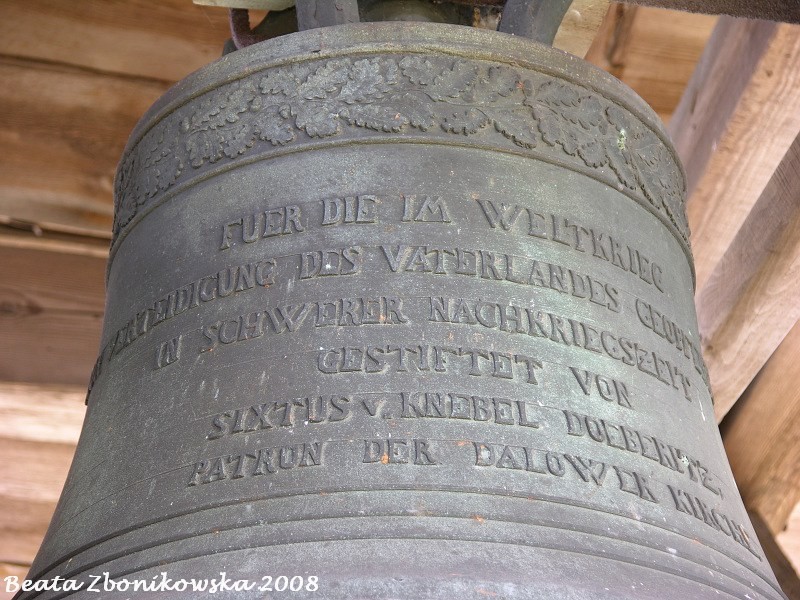 FUER DIE IM WELTKRIEG
VERTEIDIGUNG DES VATERLANDES
IN SCHWERER NACHKRIEGSZEIT
GESTIFTET VON
SIXTUS v. KNEBEL DOEBERITZ,
PATRON DER DALOWER KIRCHE.
Beata Zbonikowska 2008